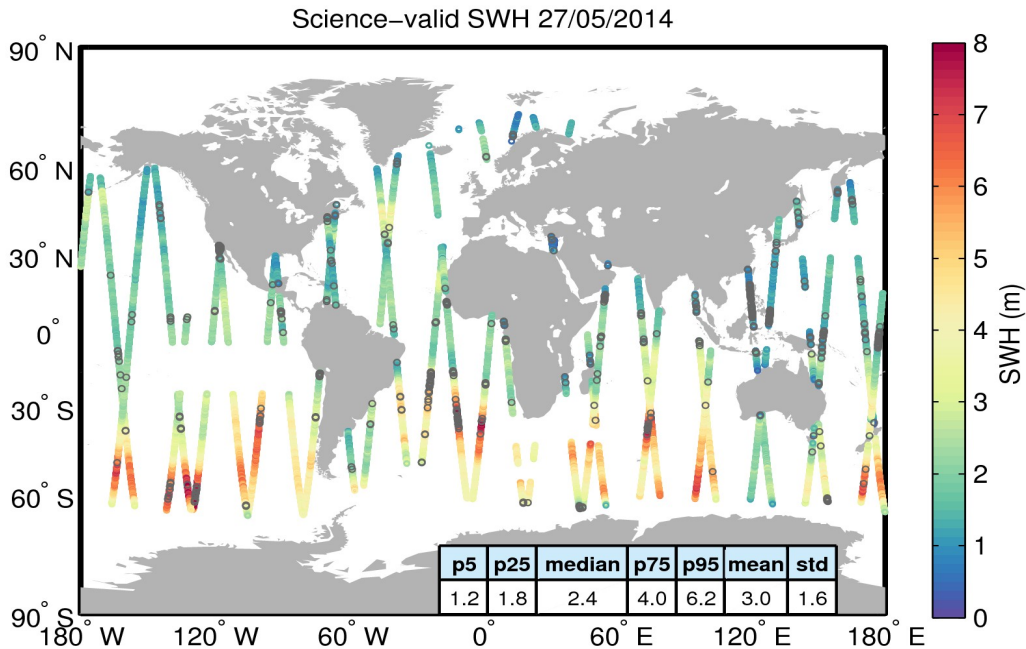 Science−valid SWH 27/05/2014
90° N
60° N
30° N
0°
30° S
60° S
90° S
180° W
120° W
60° W
0°
60° E
120° E
180° E
p5 p25 median p75 p95 mean std
1.2 1.8 2.4 4.0 6.2 3.0 1.6
8
7
6
5
4
3
2
1
0
SWH (m)